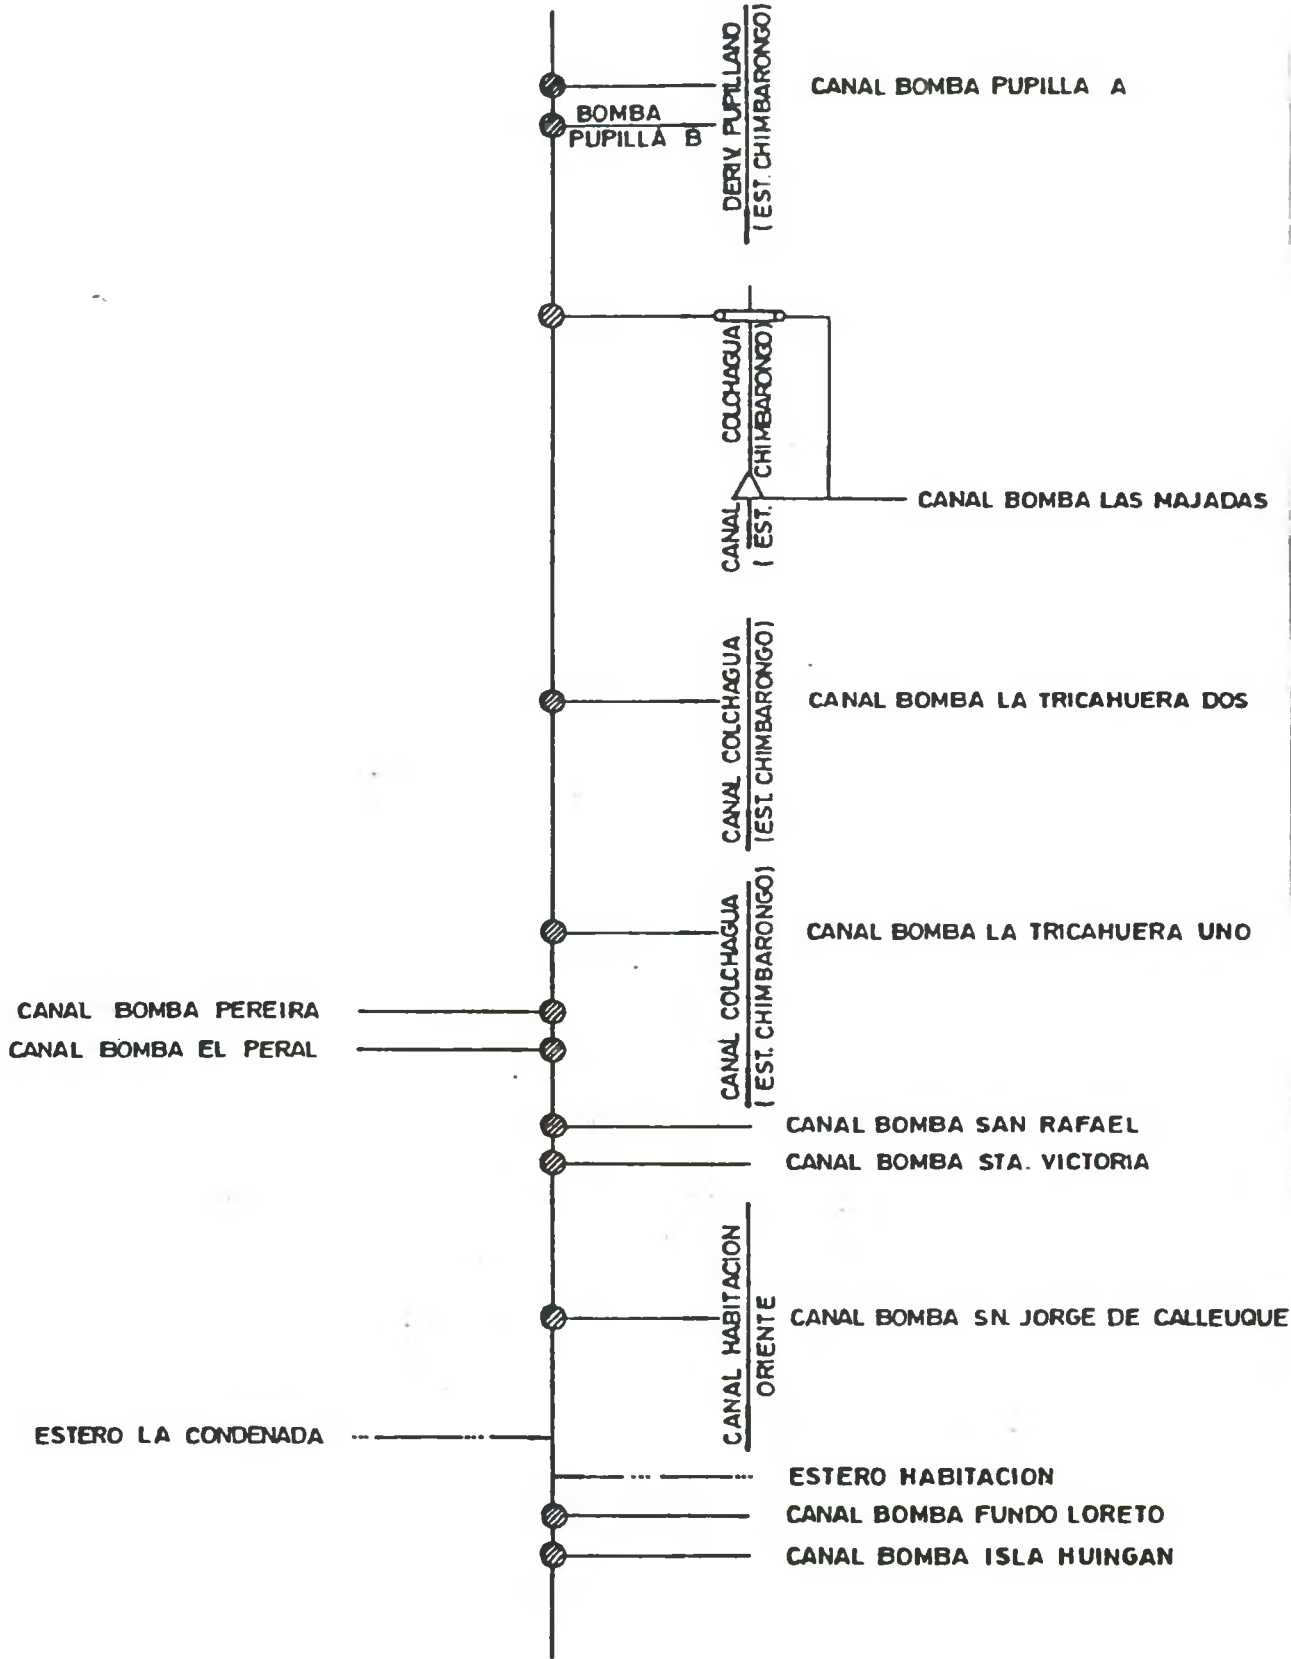 DERIV. PUPILLANO
(EST. CHIMBARONGO)
CANAL BOMBA PUPILLA A
BOMBA
PUPILLA B
CANAL COLCHAGUA
(EST. CHIMBARONGO)
CANAL BOMBA LAS MAJADAS
CANAL COLCHAGUA
(EST. CHIMBARONGO)
CANAL BOMBA LA TRICAHUERA DOS
CANAL COLCHAGUA
(EST. CHIMBARONGO)
CANAL BOMBA LA TRICAHUERA UNO
CANAL BOMBA PEREIRA
CANAL BOMBA EL PERAL
CANAL BOMBA SAN RAFAEL
CANAL BOMBA STA. VICTORIA
CANAL HABITACION
ORIENTE
CANAL BOMBA SN. JORGE DE CALLEUQUE
ESTERO LA CONDENADA
ESTERO HABITACION
CANAL BOMBA FUNDO LORETO
CANAL BOMBA ISLA HUINGAN